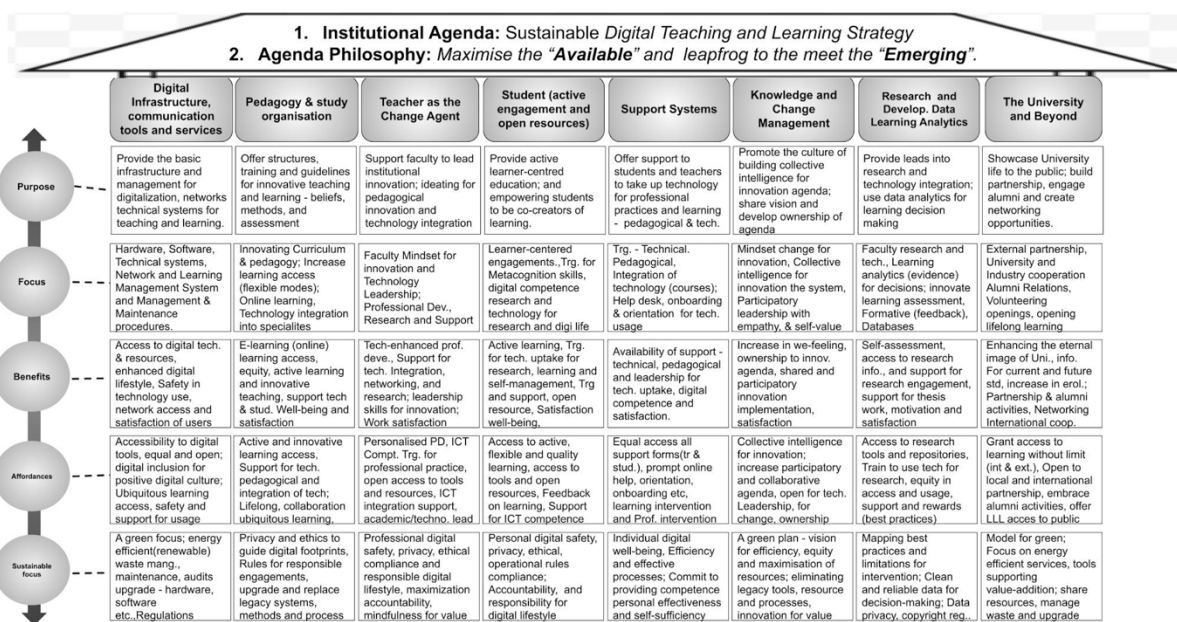 1. Institutional Agenda: Sustainable Digital Teaching and Learning Strategy
2. Agenda Philosophy: Maximise the “Available” and leapfrog to the meet the “Emerging”.
Digital
Infrastructure,
communication
tools and services
Pedagogy & study
organisation
Teacher as the
Change Agent
Student (active
engagement and
open resources)
Support Systems
Knowledge and
Change
Management
Research and
Develop. Data
Learning Analytics
The University
and Beyond
Purpose
Provide the basic
infrastructure and
management for
digitalization, networks
technical systems for
teaching and learning.
Offer structures,
training and guidelines
for innovative teaching
and learning - beliefs,
methods, and
assessment
Support faculty to lead
institutional
innovation; ideating for
pedagogical
innovation and
technology integration
Provide active
learner-centred
education; and
empowering students
to be co-creators of
learning.
Offer support to
students and teachers
to take up technology
for professional
practices and learning
- pedagogical & tech.
Promote the culture of
building collective
intelligence for
innovation agenda;
share vision and
develop ownership of
agenda
Provide leads into
research and
technology integration;
use data analytics for
learning decision
making
Showcase University
life to the public; build
partnership, engage
alumni and create
networking
opportunities.
Focus
Hardware, Software,
Technical systems,
Network and Learning
Management System
and Management &
Maintenance
procedures.
Innovating Curriculum
& pedagogy; Increase
learning access
(flexible modes);
Online learning,
Technology integration
into specialites
Faculty Mindset for
innovation and
Technology
Leadership;
Professional Dev.,
Research and Support
Learner-centered
engagements.,Trg. for
Metacognition skills,
digital competence
research and
technology for
research and digi life
Trg. - Technical.
Pedagogical,
Integration of
technology (courses);
Help desk, onboarding
& orientation for tech.
usage
Mindset change for
innovation, Collective
intelligence for
innovation the system,
Participatory
leadership with
empathy, & self-value
Faculty research and
tech., Learning
analytics (evidence)
for decisions; innovate
learning assessment,
Formative (feedback),
Databases
External partnership,
University and
Industry cooperation
Alumni Relations,
Volunteering
openings, opening
lifelong learning
Benefits
Access to digital tech.
& resources,
enhanced digital
lifestyle, Safety in
technology use,
network access and
satisfaction of users
E-learning (online)
learning access,
equity, active learning
and innovative
teaching, support tech
& stud. Well-being and
satisfaction
Tech-enhanced prof.
deve., Support for
tech. Integration,
networking, and
research; leadership
skills for innovation;
Work satisfaction
Active learning, Trg.
for tech. uptake for
research, learning and
self-management, Trg
and support, open
resource, Satisfaction
well-being,
Availability of support -
technical, pedagogical
and leadership for
tech. uptake, digital
competence and
satisfaction.
Increase in we-feeling,
ownership to innov.
agenda, shared and
participatory
innovation
implementation,
satisfaction
Self-assessment,
access to research
info., and support for
research engagement,
support for thesis
work, motivation and
satisfaction
Enhancing the eternal
image of Uni., info.
For current and future
std, increase in erol.;
Partnership & alumni
activities, Networking
International coop.
Affordances
Accessibility to digital
tools, equal and open;
digital inclusion for
positive digital culture;
Ubiquitous learning
access, safety and
support for usage
Active and innovative
learning access,
Support for tech.
pedagogical and
integration of tech;
Lifelong, collaboration
ubiquitous learning,
Personalised PD, ICT
Compt. Trg. for
professional practice,
open access to tools
and resources, ICT
integration support,
academic/techno. lead
Access to active,
flexible and quality
learning, access to
tools and open
resources, Feedback
on learning, Support
for ICT competence
Equal access all
support forms(tr &
stud.), prompt online
help, orientation,
onboarding etc,
learning intervention
and Prof. intervention
Collective intelligence
for innovation;
increase participatory
and collaborative
agenda, open for tech.
Leadership, for
change, ownership
Access to research
tools and repositories,
Train to use tech for
research, equity in
access and usage,
support and rewards
(best practices)
Grant access to
learning without limit
(int & ext.), Open to
local and international
partnership, embrace
alumni activities, offer
LLL acces to public
Sustainable
focus
A green focus; energy
efficient(renewable)
waste mang.,
maintenance, audits
upgrade - hardware,
software
etc.,Regulations
Privacy and ethics to
guide digital footprints,
Rules for responsible
engagements,
upgrade and replace
legacy systems,
methods and process
Professional digital
safety, privacy, ethical
compliance and
responsible digital
lifestyle, maximization
accountability,
mindfulness for value
Personal digital safety,
privacy, ethical,
operational rules
compliance;
Accountability, and
responsibility for
digital lifestyle
Individual digital
well-being, Efficiency
and effective
processes; Commit to
providing competence
personal effectiveness
and self-sufficiency
A green plan - vision
for efficiency, equity
and maximisation of
resources; eliminating
legacy tools, resource
and processes,
innovation for value
Mapping best
practices and
limitations for
intervention; Clean
and reliable data for
decision-making; Data
privacy, copyright reg..
Model for green;
Focus on energy
efficient services, tools
supporting
value-addition; share
resources, manage
waste and upgrade